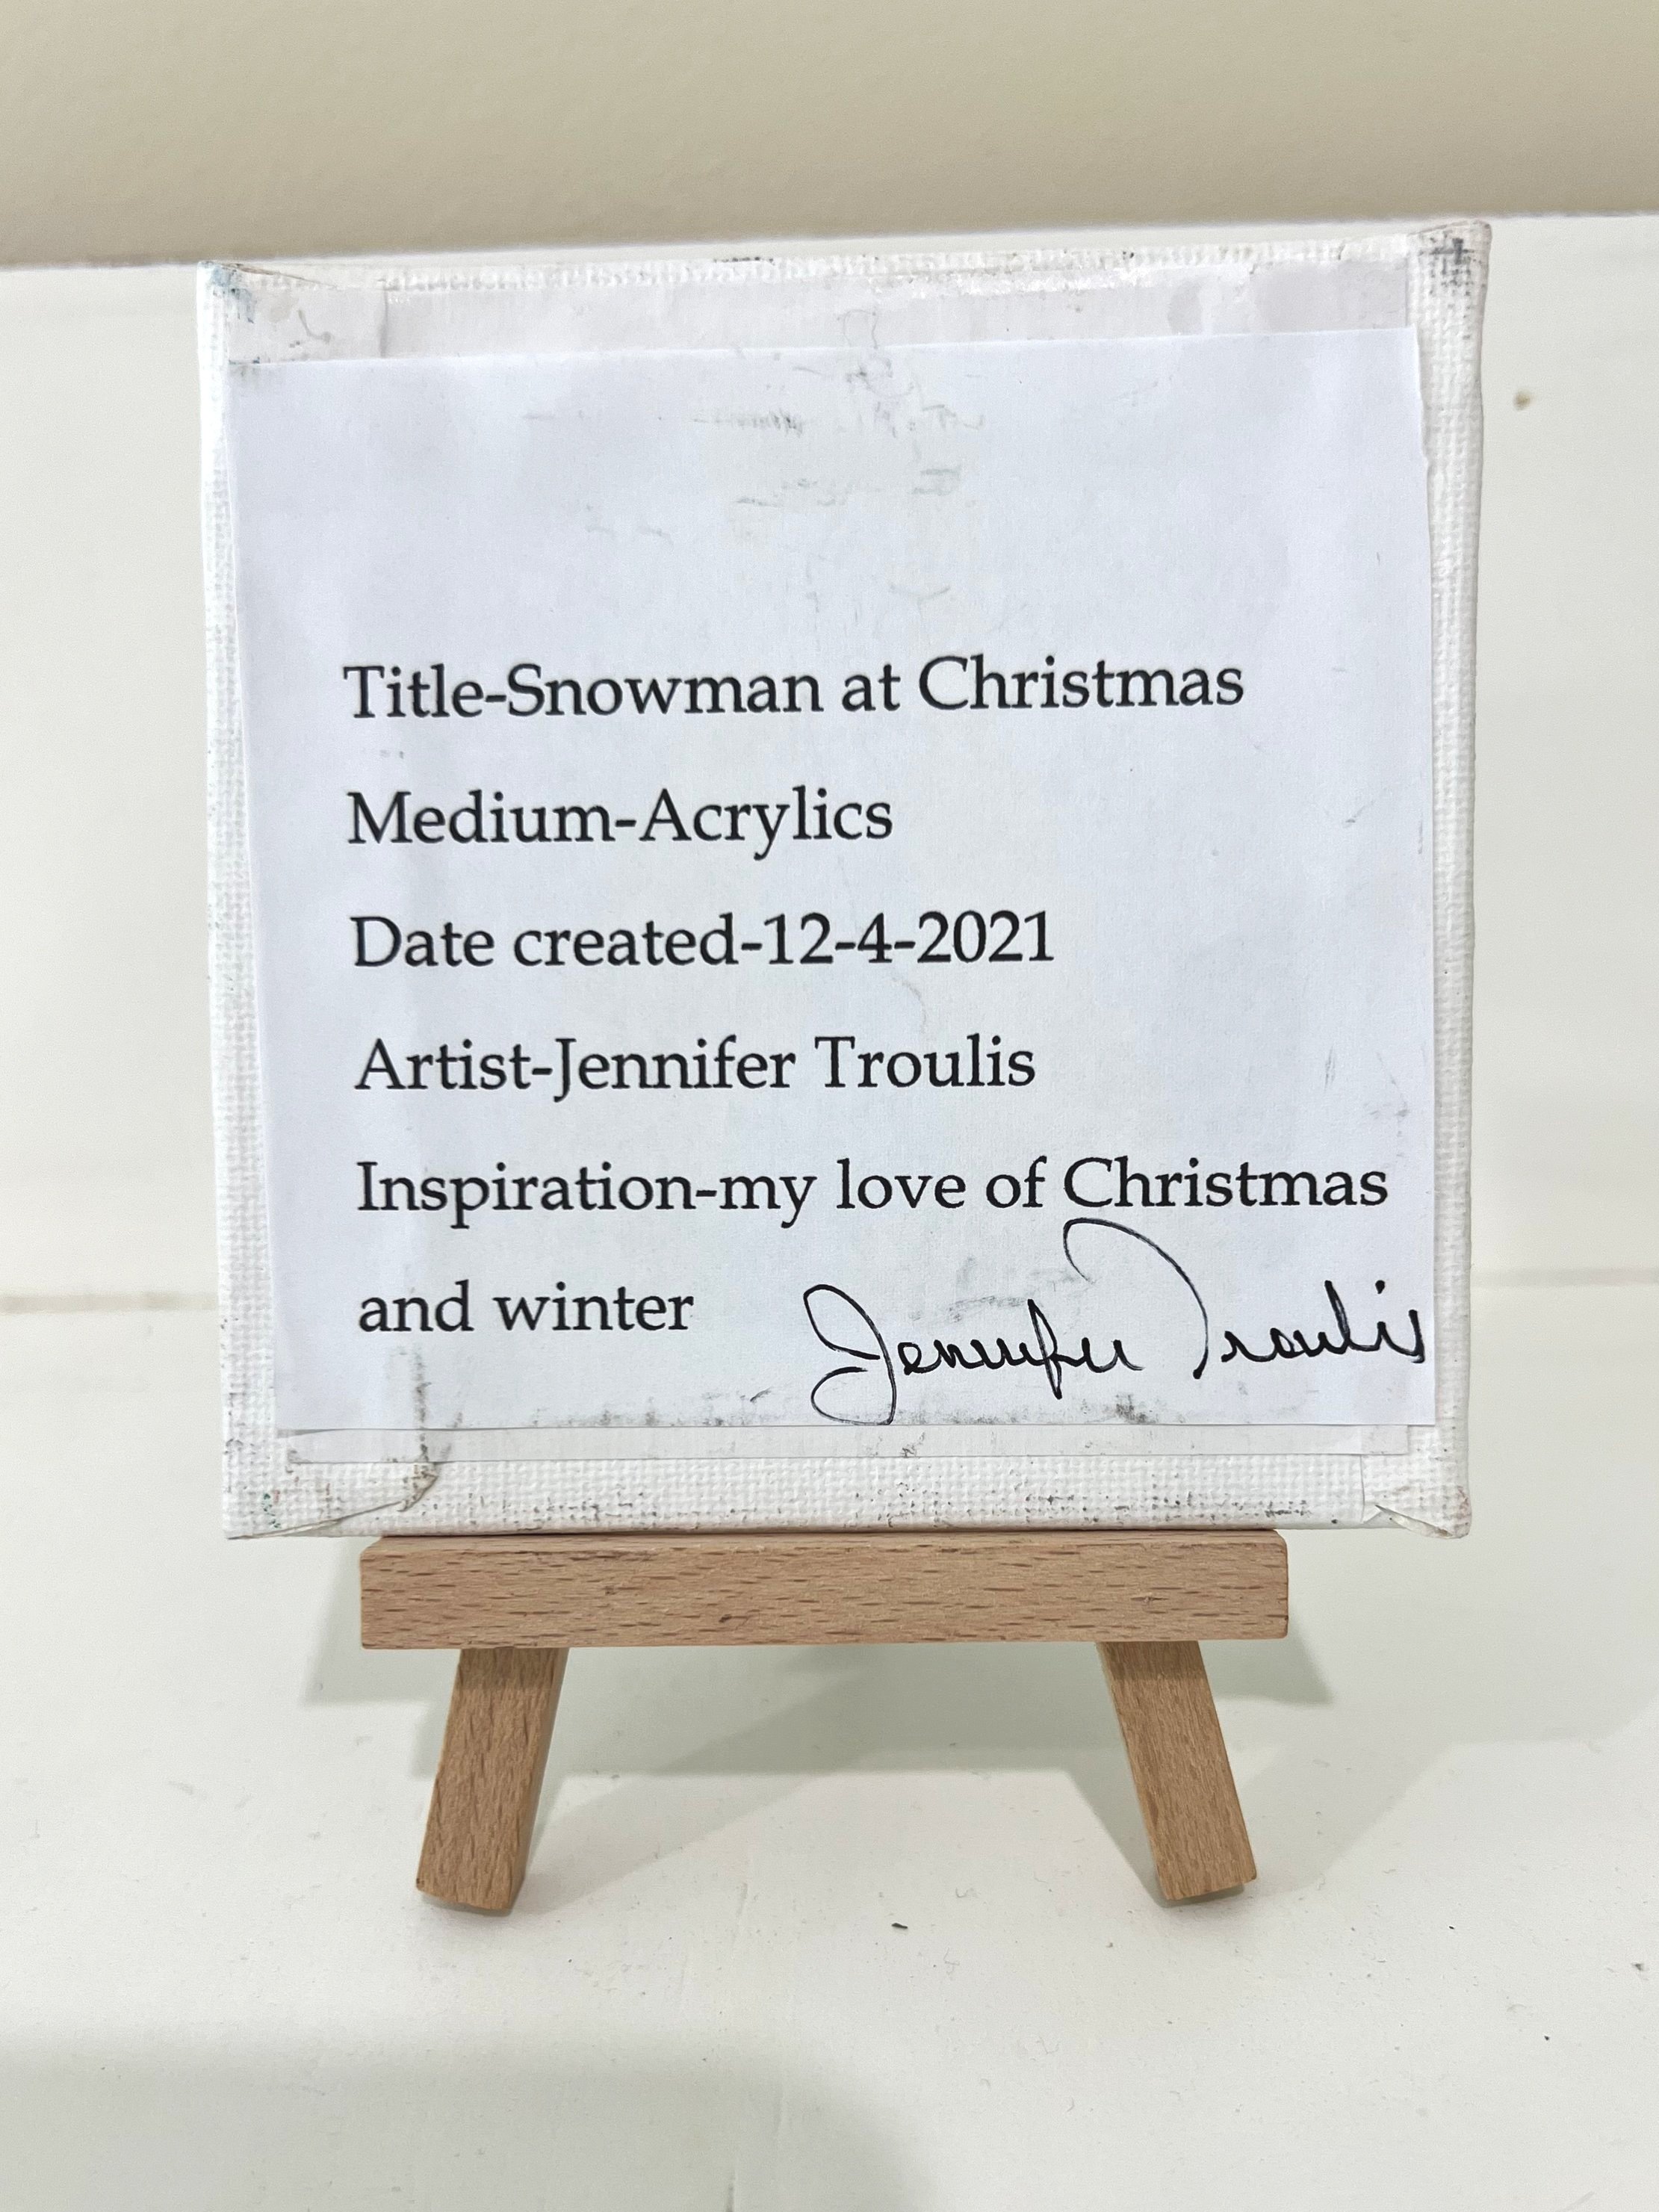 Title-Snowman at Christmas
Medium-Acrylics
Date created-12-4-2021
Artist-Jennifer Troulis
Inspiration-my love of Christmas
and winter
Jennifer Troulis